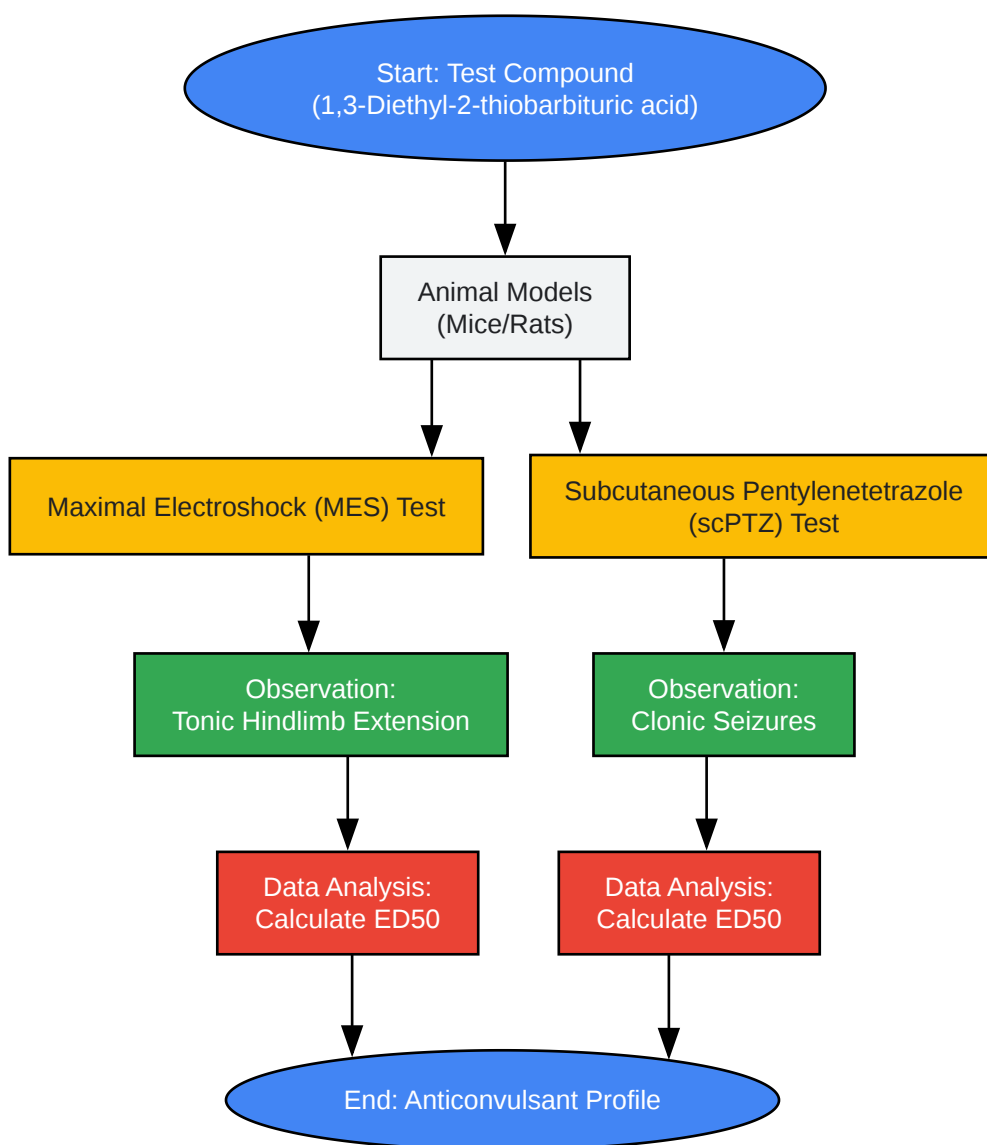 Start: Test Compound
(1,3-Diethyl-2-thiobarbituric acid)
Animal Models
(Mice/Rats)
Maximal Electroshock (MES) Test
Subcutaneous Pentylenetetrazole
(scPTZ) Test
Observation:
Tonic Hindlimb Extension
Observation:
Clonic Seizures
Data Analysis:
Calculate ED50
Data Analysis:
Calculate ED50
End: Anticonvulsant Profile